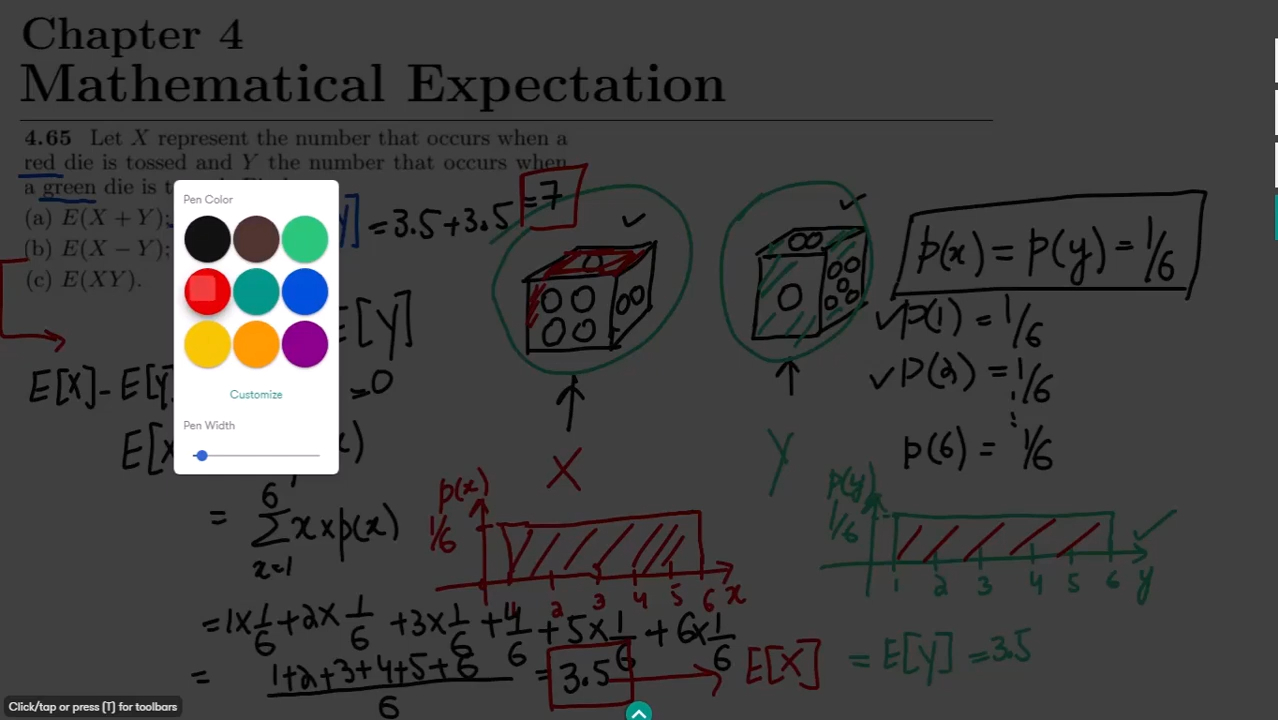 Chapter 4
Mathematical Expectation
4.65 Let X represent the number that occurs when a
red die is tossed and Y the number that occurs when
a green die is t
(a) E(X + Y);
(b) E(X − Y);
(c) E(XY).
Y] = 3.5 + 3.5 = 7
E[Y]
E[X] - E[Y
= 0
E[X
x)
= 6 Σ x=1 x × p(x)
= 1 × 1/6 + 2 × 1/6 + 3 × 1/6 + 4/6 + 5 × 1/6 + 6 × 1/6
= 1+2+3+4+5+6 / 6 = 3.5 E[X] = E[Y] = 3.5
Pen Color
Customize
Pen Width
X
Y
p(x) = p(y) = 1/6
p(1) = 1/6
p(2) = 1/6
p(6) = 1/6
p(x)
1/6
1 2 3 4 5 6 x
p(y)
1/6
1 2 3 4 5 6 y
Click/tap or press (T) for toolbars